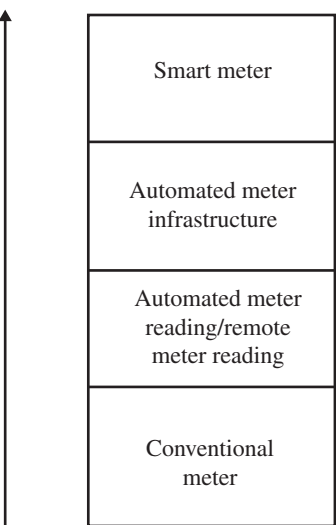 Smart meter
Automated meter
infrastructure
Automated meter
reading/remote
meter reading
Conventional
meter